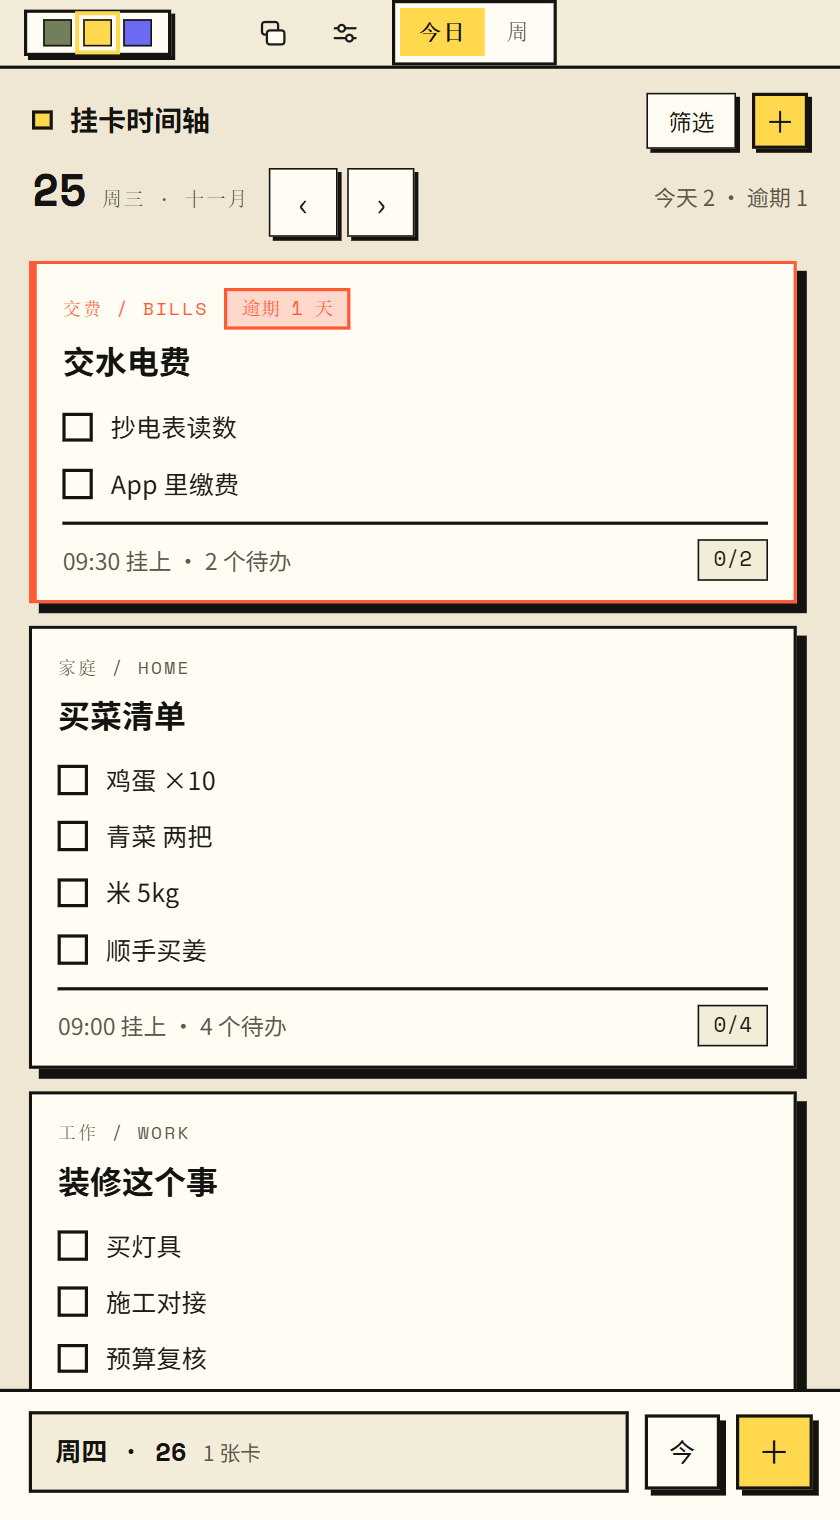 今日 周
挂卡时间轴 筛选 +
25 周三 · 十一月 ‹ › 今天 2 · 逾期 1
交费 / BILLS 逾期 1 天
交水电费
抄电表读数
App 里缴费
09:30 挂上 · 2 个待办 0/2
家庭 / HOME
买菜清单
鸡蛋 ×10
青菜 两把
米 5kg
顺手买姜
09:00 挂上 · 4 个待办 0/4
工作 / WORK
装修这个事
买灯具
施工对接
预算复核
周四 · 26 1 张卡 今 +